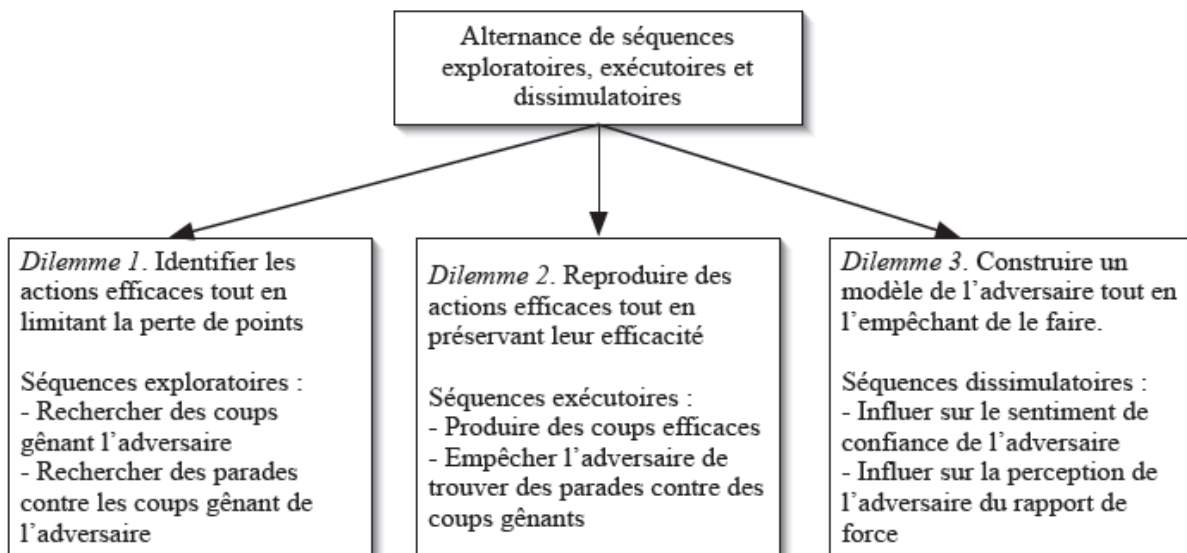 Alternance de séquences
exploratoires, exécutoires et
dissimulatoires
Dilemme 1. Identifier les
actions efficaces tout en
limitant la perte de points
Séquences exploratoires :
- Rechercher des coups
gênant l’adversaire
- Rechercher des parades
contre les coups gênant de
l’adversaire
Dilemme 2. Reproduire des
actions efficaces tout en
préservant leur efficacité
Séquences exécutoires :
- Produire des coups efficaces
- Empêcher l’adversaire de
trouver des parades contre des
coups gênants
Dilemme 3. Construire un
modèle de l’adversaire tout en
l’empêchant de le faire.
Séquences dissimulatoires :
- Influer sur le sentiment de
confiance de l’adversaire
- Influer sur la perception de
l’adversaire du rapport de
force